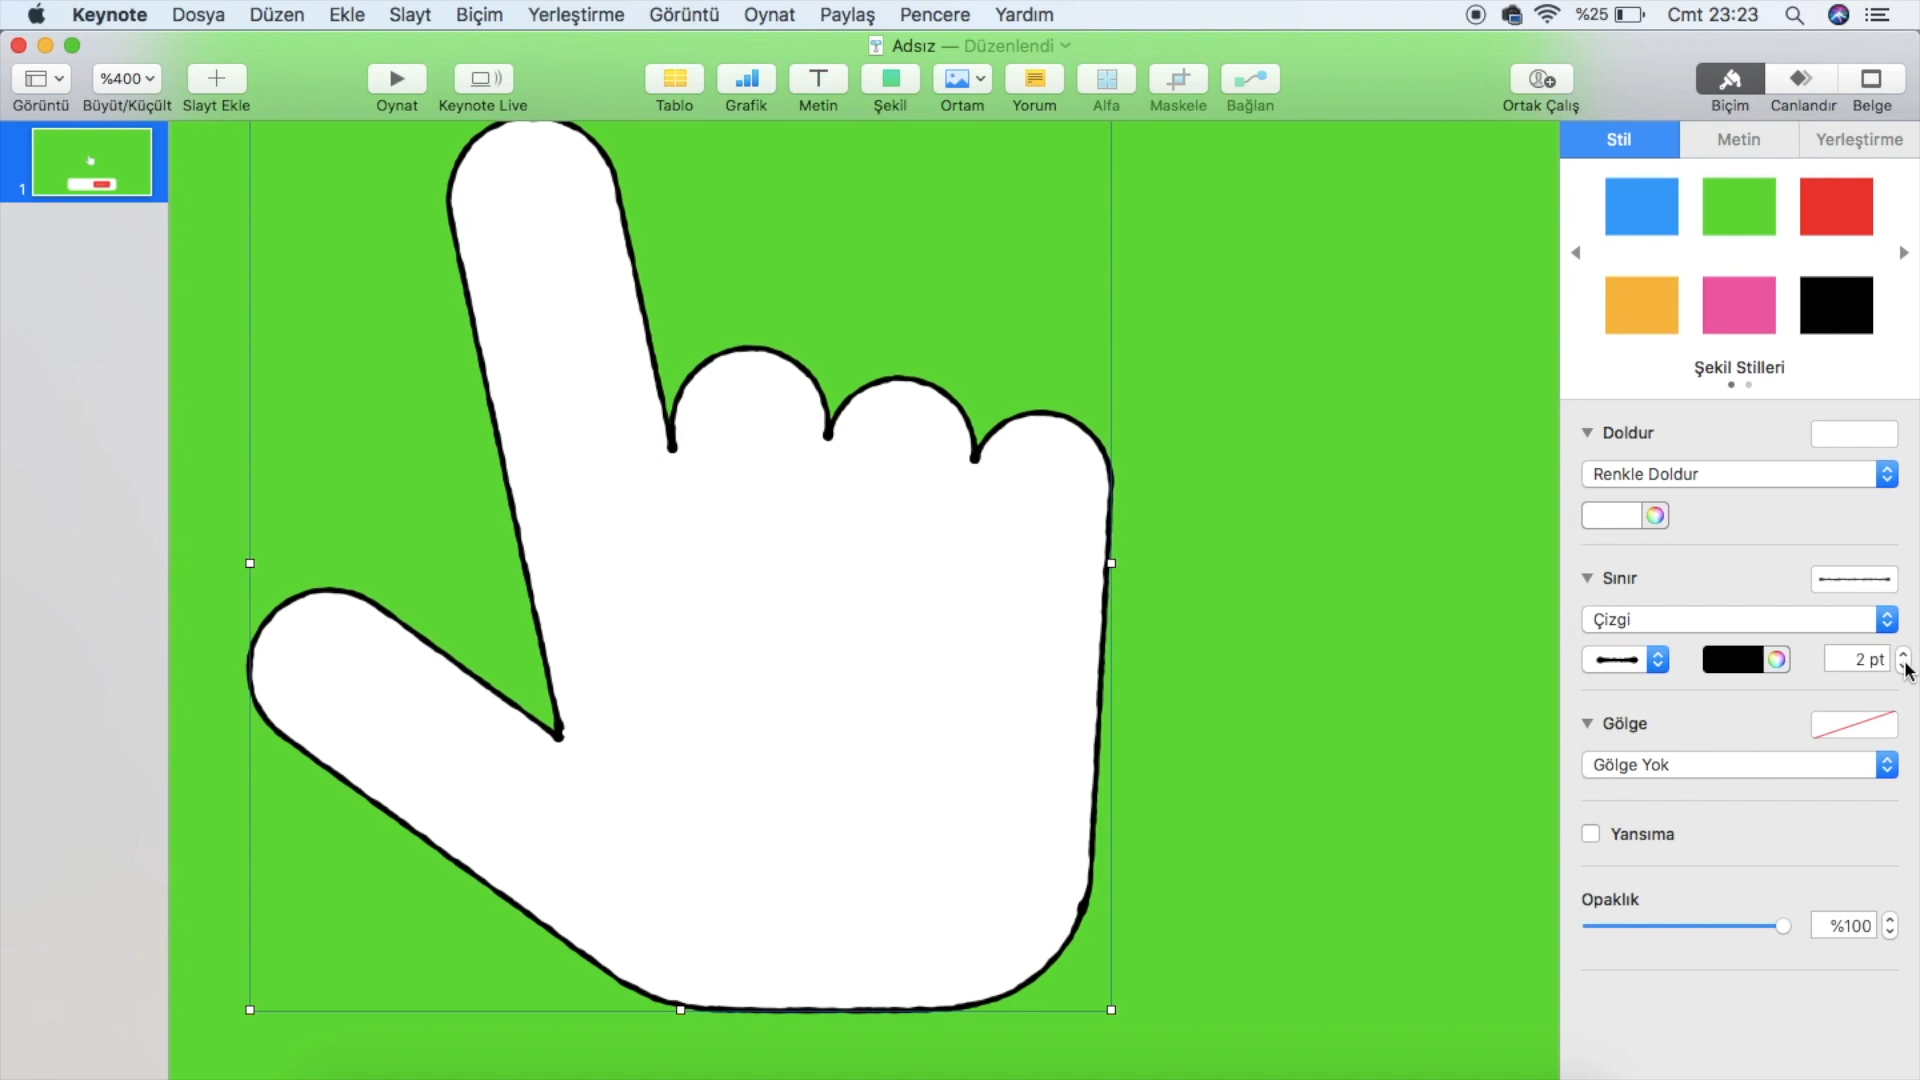 Keynote Dosya Düzen Ekle Slayt Biçim Yerleştirme Görüntü Oynat Paylaş Pencere Yardım %25 Cmt 23:23
Adsız — Düzenlendi
%400
Görüntü Büyüt/Küçült Slayt Ekle Oynat Keynote Live Tablo Grafik Metin Şekil Ortam Yorum Alfa Maskele Bağlan Ortak Çalış Biçim Canlandır Belge
Stil Metin Yerleştirme
1
Şekil Stilleri
Doldur
Renkle Doldur
Sınır
Çizgi
2 pt
Gölge
Gölge Yok
Yansıma
Opaklık
%100